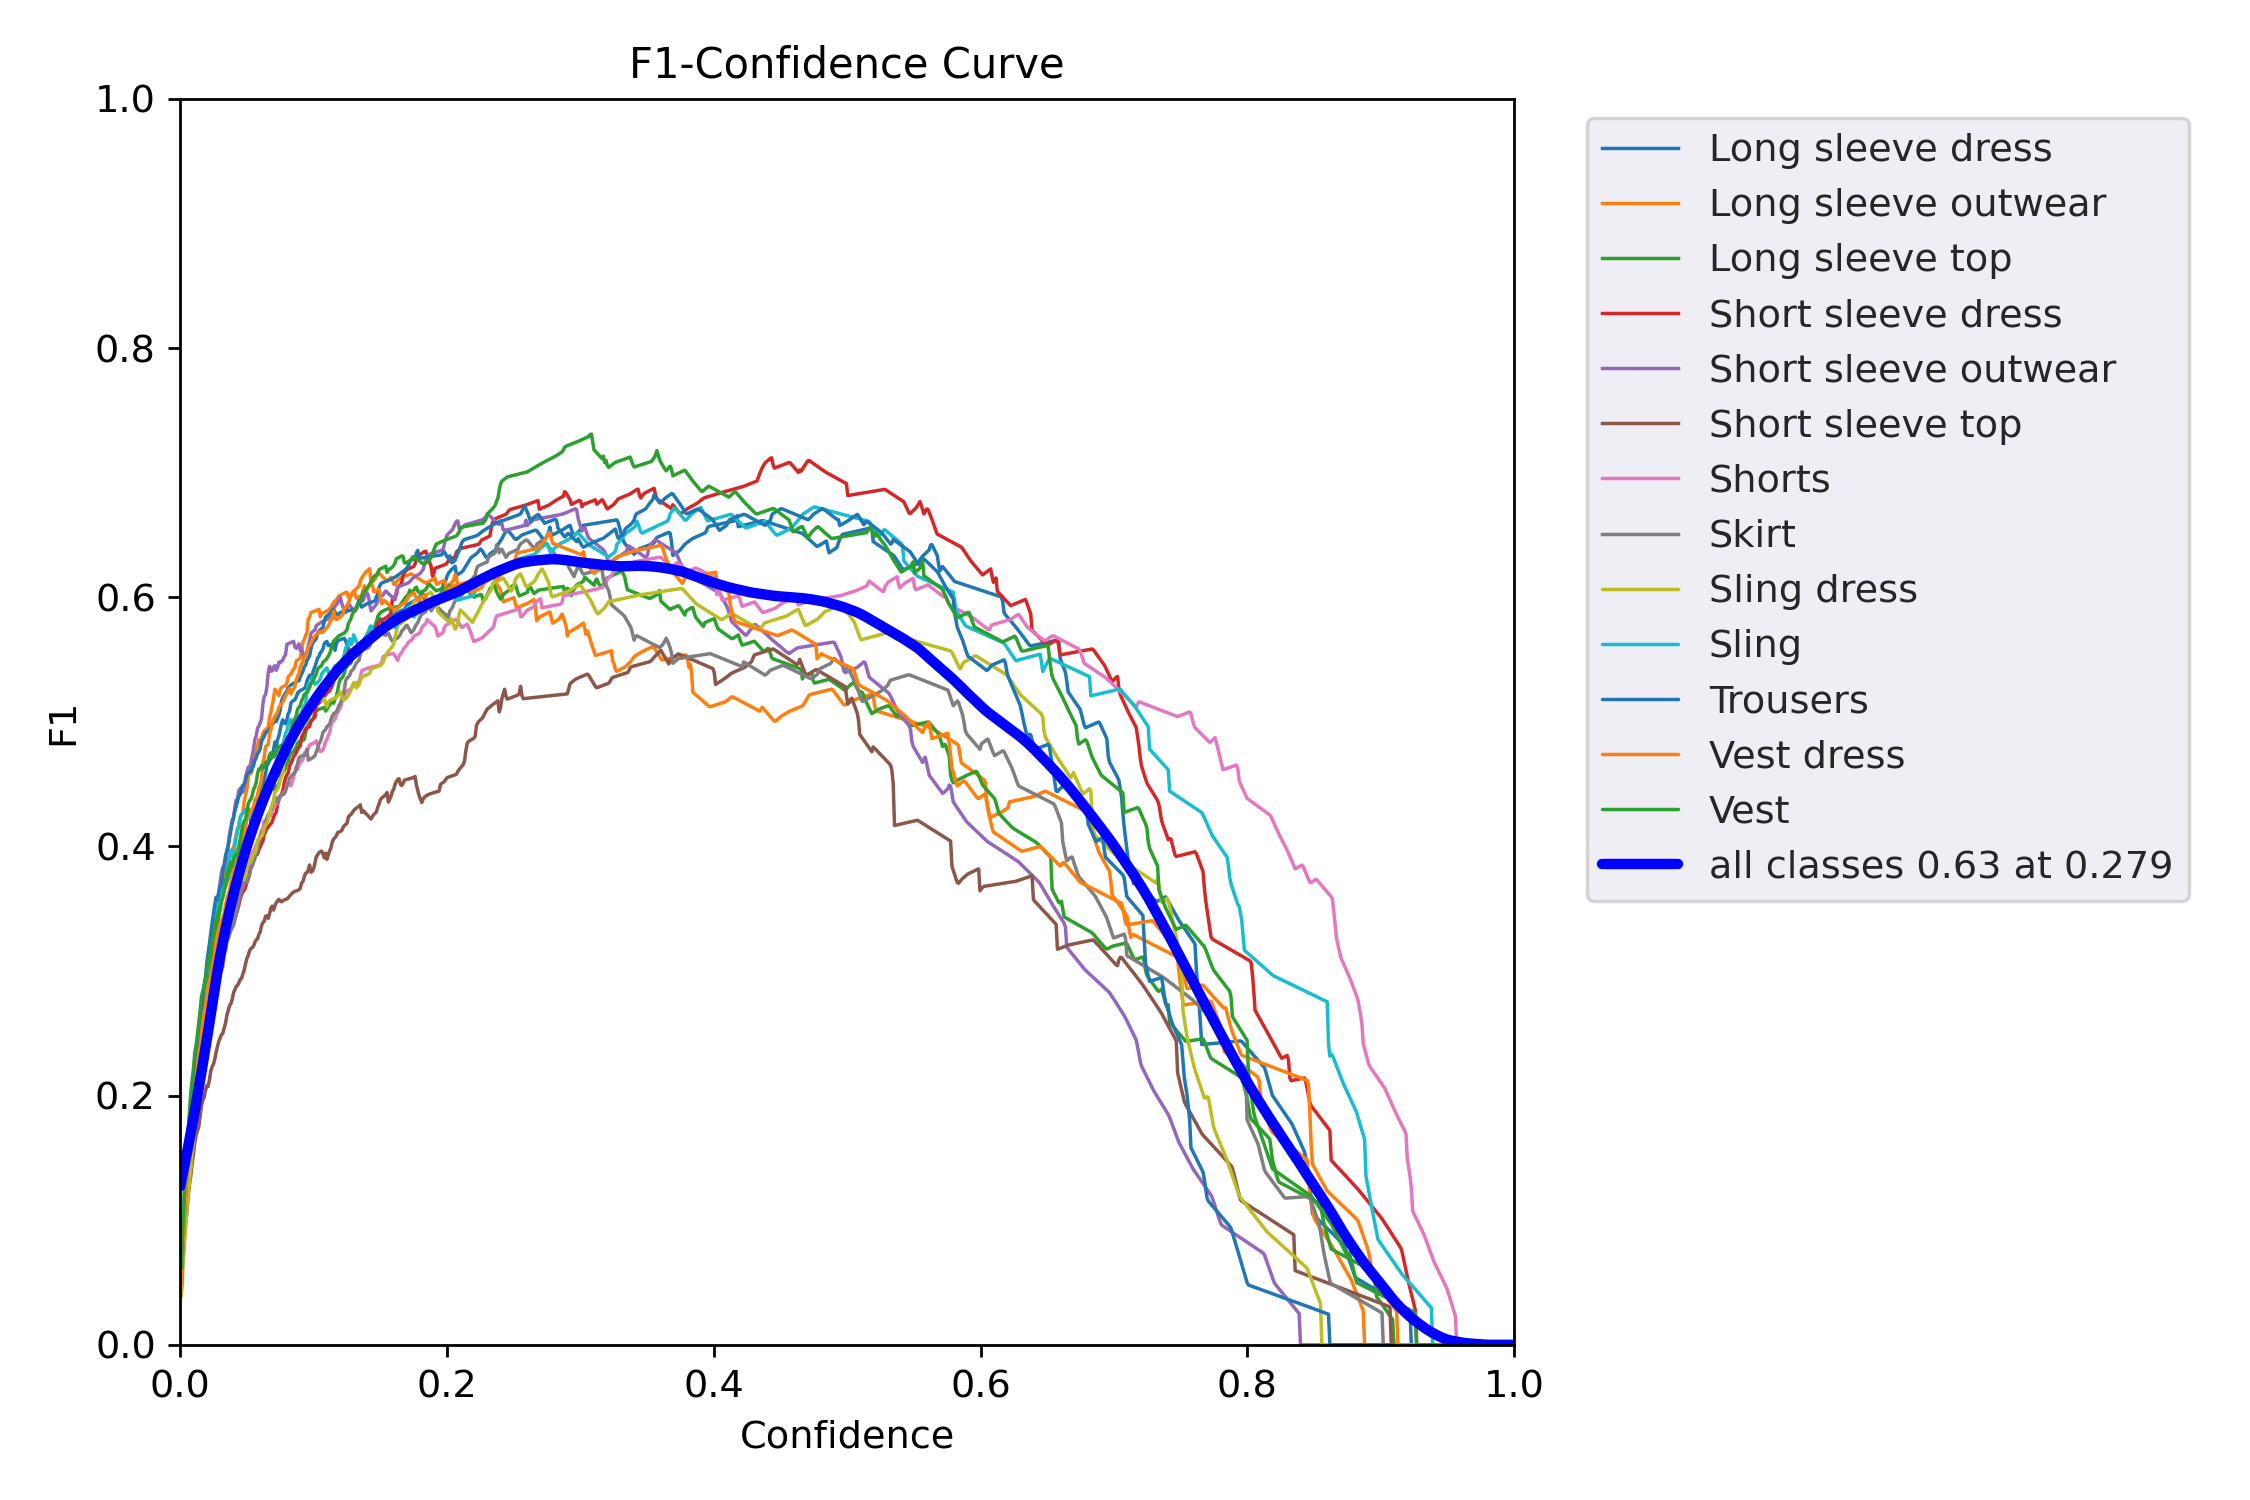 F1-Confidence Curve
1.0
0.8
0.6
0.4
0.2
0.0
F1
0.0 0.2 0.4 0.6 0.8 1.0
Confidence
Long sleeve dress
Long sleeve outwear
Long sleeve top
Short sleeve dress
Short sleeve outwear
Short sleeve top
Shorts
Skirt
Sling dress
Sling
Trousers
Vest dress
Vest
all classes 0.63 at 0.279